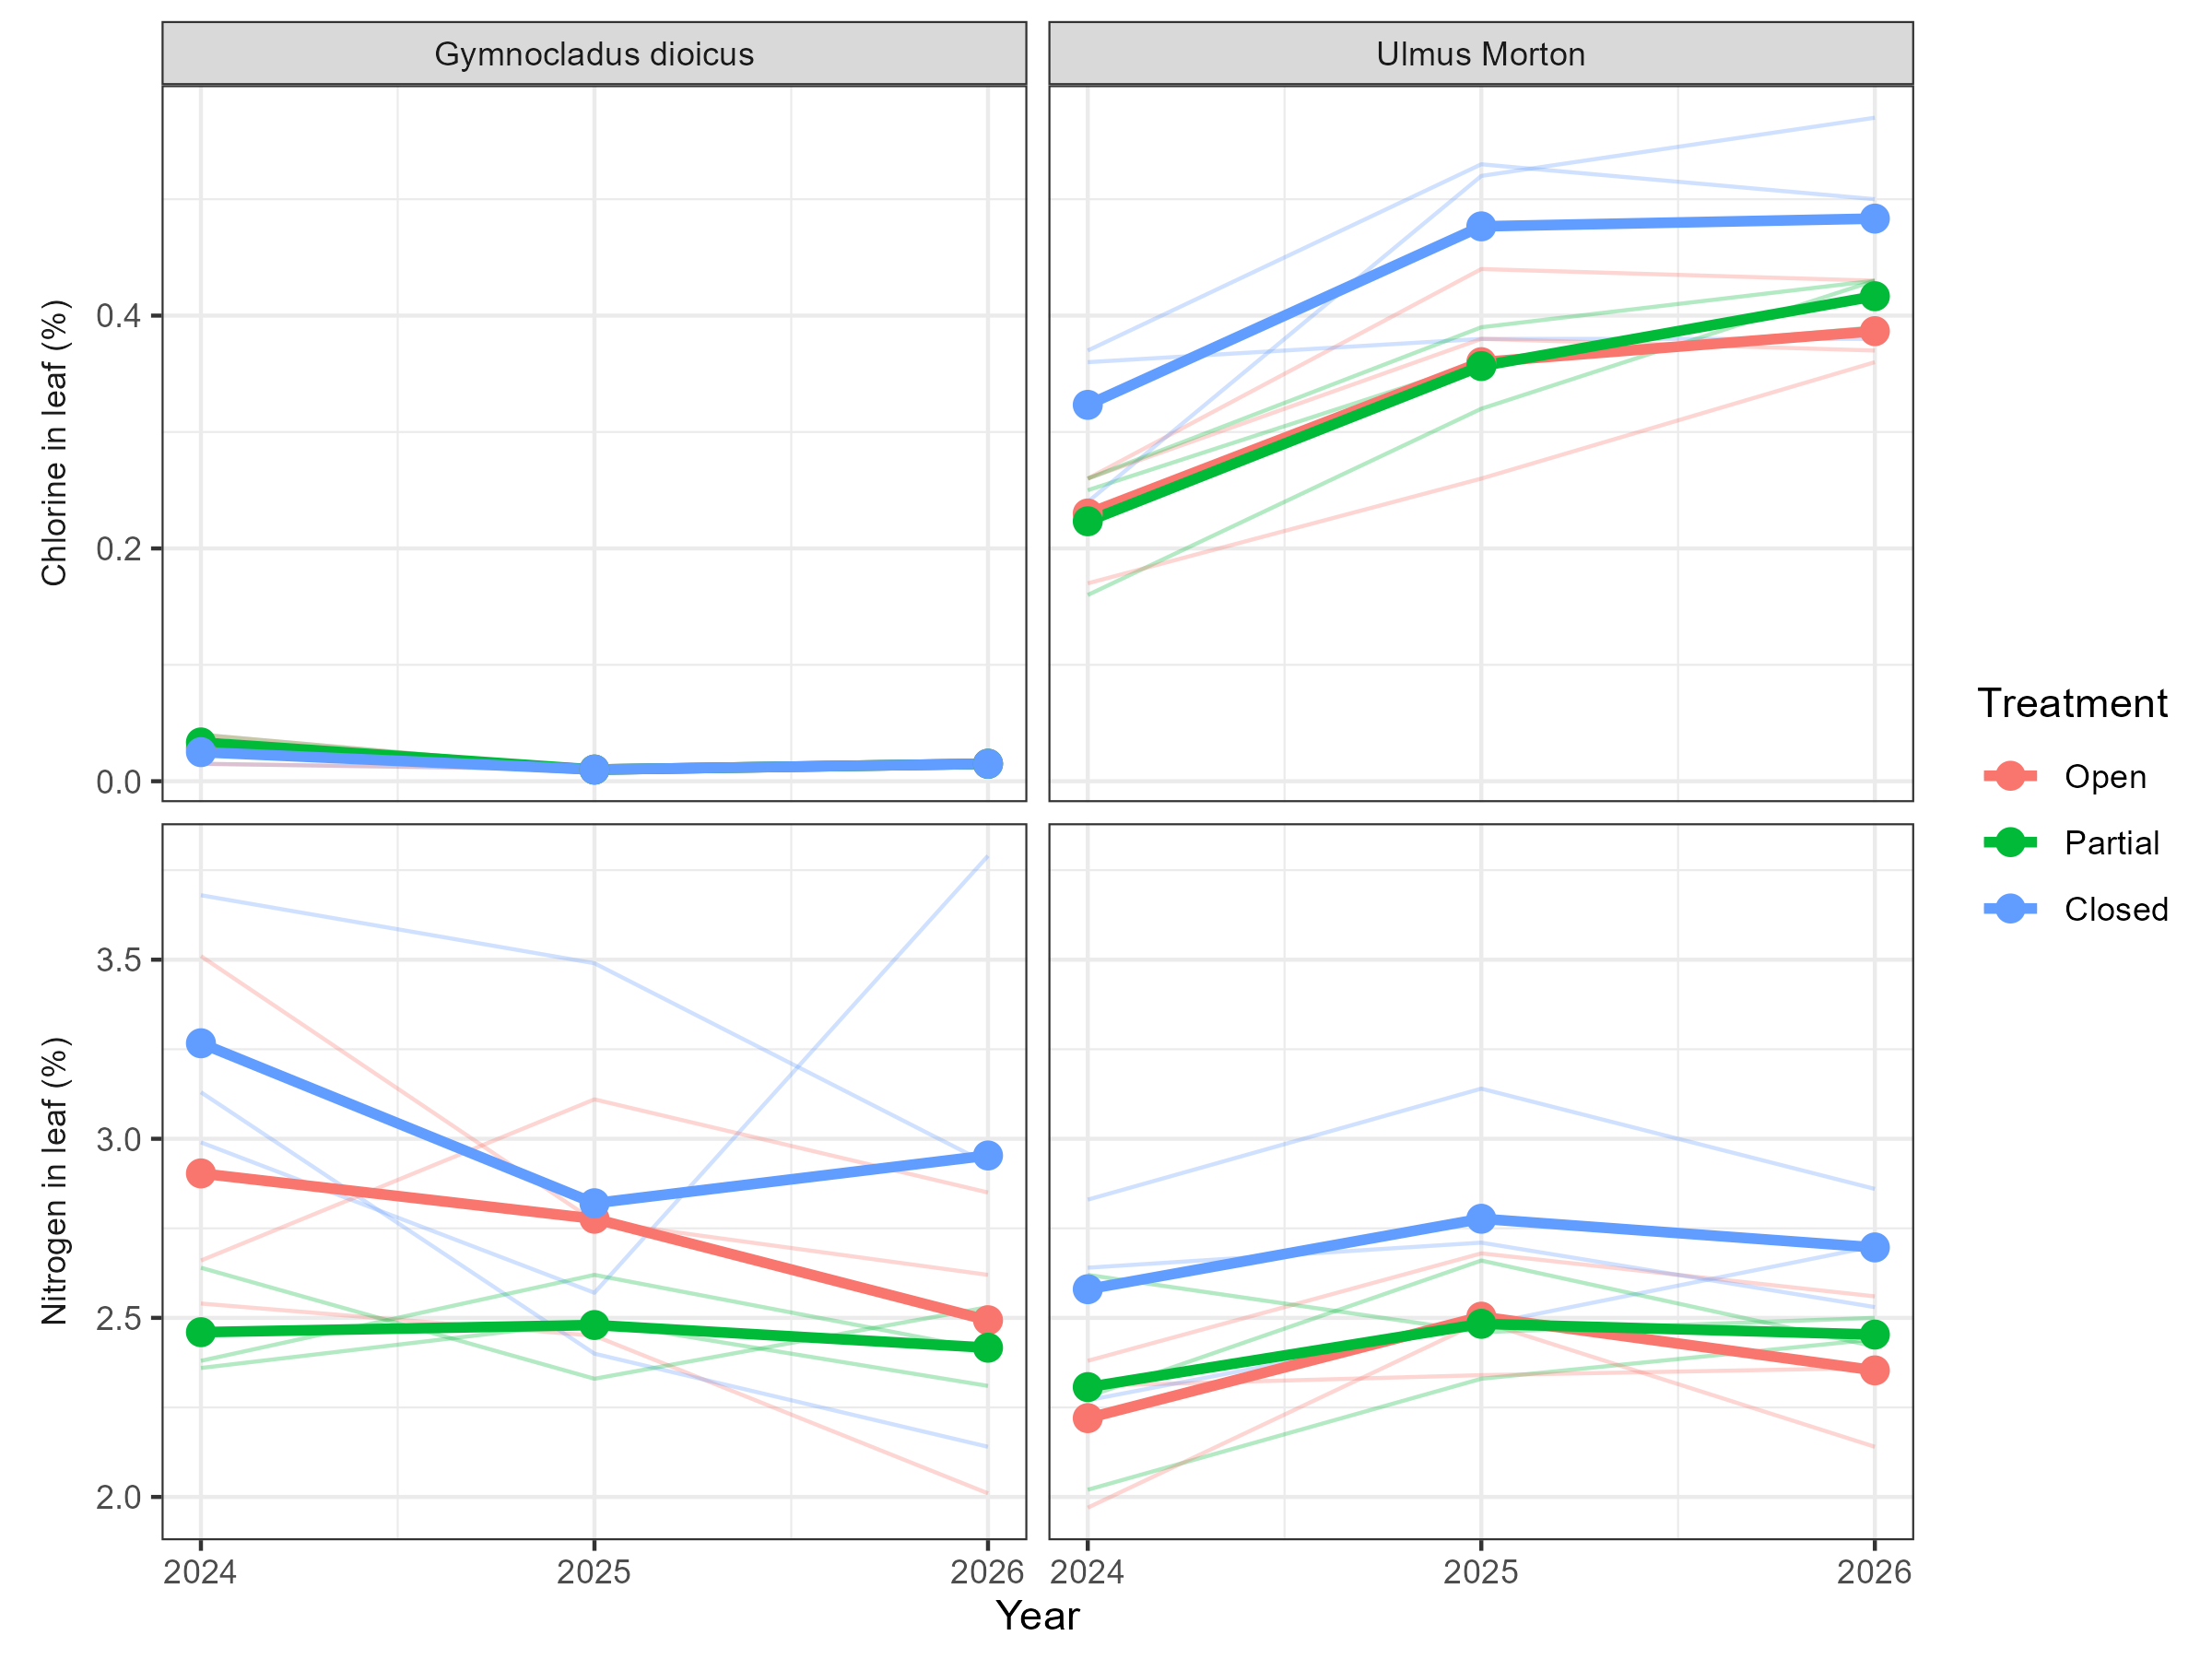 Gymnocladus dioicus
Ulmus Morton
Chlorine in leaf (%)
0.4
0.2
0.0
Nitrogen in leaf (%)
3.5
3.0
2.5
2.0
2024
2025
2026
2024
2025
2026
Year
Treatment
Open
Partial
Closed